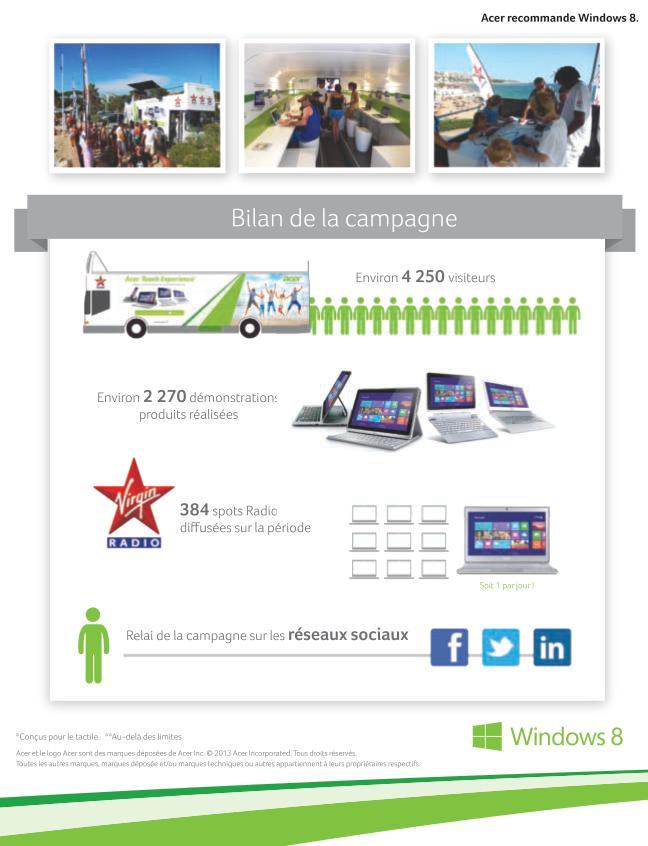 Acer recommande Windows 8.
Bilan de la campagne
Acer Touch Experience
acer
Environ 4 250 visiteurs
Environ 2 270 démonstrations
produits réalisées
Virgin
RADIO
384 spots Radio
diffusées sur la période
Soit 1 par jour !
Relai de la campagne sur les réseaux sociaux
f
in
*Conçus pour le tactile **Au-delà des limites
Windows 8
Acer et le logo Acer sont des marques déposées de Acer Inc. © 2013 Acer Incorporated. Tous droits réservés.
Toutes les autres marques, marques déposée et/ou marques techniques ou autres appartiennent à leurs propriétaires respectifs.